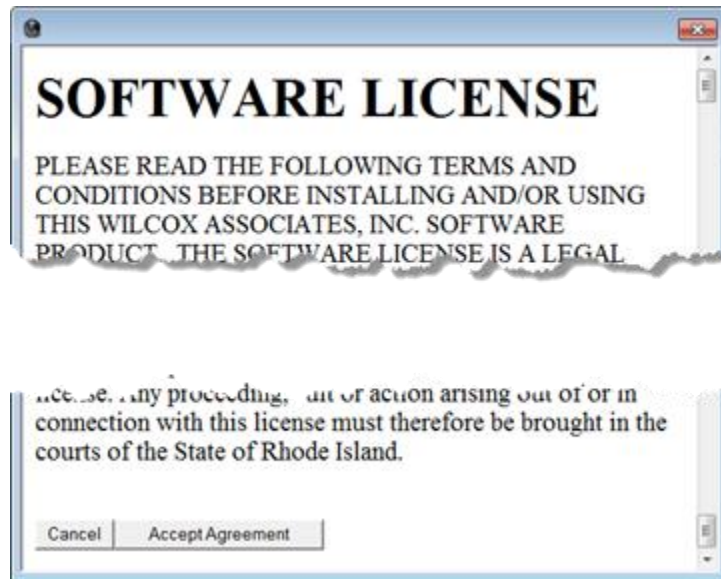 SOFTWARE LICENSE
PLEASE READ THE FOLLOWING TERMS AND
CONDITIONS BEFORE INSTALLING AND/OR USING
THIS WILCOX ASSOCIATES, INC. SOFTWARE
PRODUCT. THE SOFTWARE LICENSE IS A LEGAL
license. Any proceeding, or action arising out of or in
connection with this license must therefore be brought in the
courts of the State of Rhode Island.
Cancel Accept Agreement